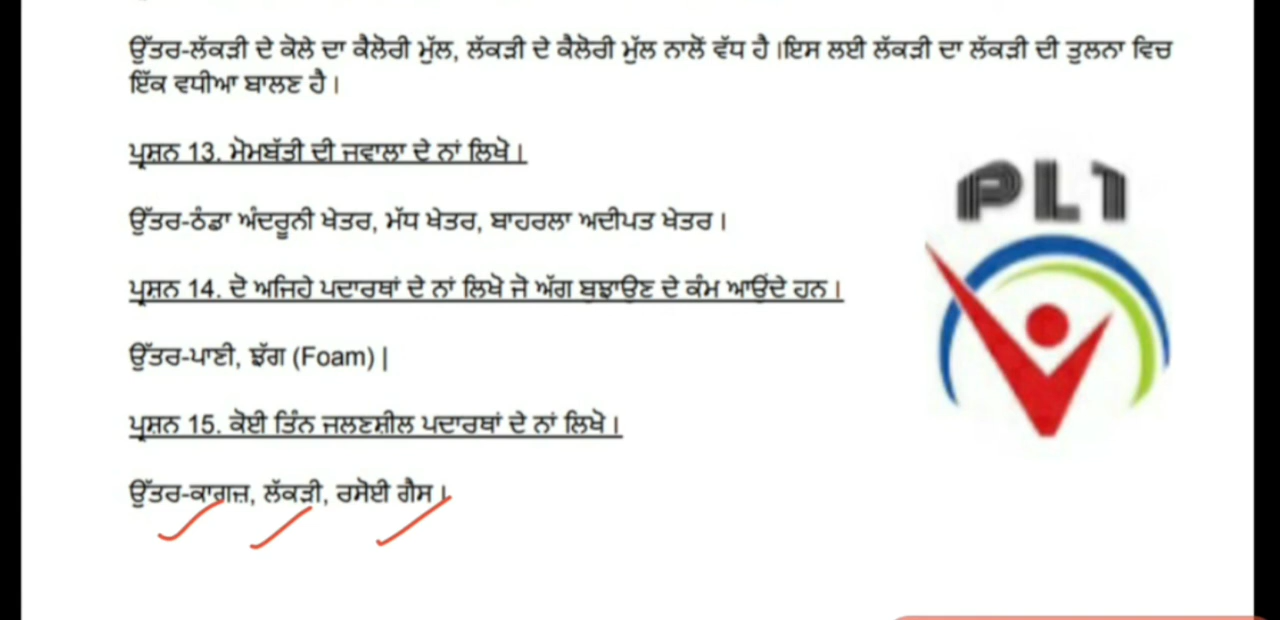 ਉੱਤਰ-ਲੱਕੜੀ ਦੇ ਕੋਲੇ ਦਾ ਕੈਲੋਰੀ ਮੁੱਲ, ਲੱਕੜੀ ਦੇ ਕੈਲੋਰੀ ਮੁੱਲ ਨਾਲੋਂ ਵੱਧ ਹੈ।ਇਸ ਲਈ ਲੱਕੜੀ ਦਾ ਲੱਕੜੀ ਦੀ ਤੁਲਨਾ ਵਿਚ
ਇੱਕ ਵਧੀਆ ਬਾਲਣ ਹੈ।
ਪ੍ਰਸ਼ਨ 13. ਮੋਮਬੱਤੀ ਦੀ ਜਵਾਲਾ ਦੇ ਨਾਂ ਲਿਖੋ।
ਉੱਤਰ-ਠੰਡਾ ਅੰਦਰੂਨੀ ਖੇਤਰ, ਮੱਧ ਖੇਤਰ, ਬਾਹਰਲਾ ਅਦੀਪਤ ਖੇਤਰ।
ਪ੍ਰਸ਼ਨ 14. ਦੋ ਅਜਿਹੇ ਪਦਾਰਥਾਂ ਦੇ ਨਾਂ ਲਿਖੋ ਜੋ ਅੱਗ ਬੁਝਾਉਣ ਦੇ ਕੰਮ ਆਉਂਦੇ ਹਨ।
ਉੱਤਰ-ਪਾਣੀ, ਝੱਗ (Foam) |
ਪ੍ਰਸ਼ਨ 15. ਕੋਈ ਤਿੰਨ ਜਲਣਸ਼ੀਲ ਪਦਾਰਥਾਂ ਦੇ ਨਾਂ ਲਿਖੋ।
ਉੱਤਰ-ਕਾਗਜ਼, ਲੱਕੜੀ, ਰਸੋਈ ਗੈਸ।
PL1